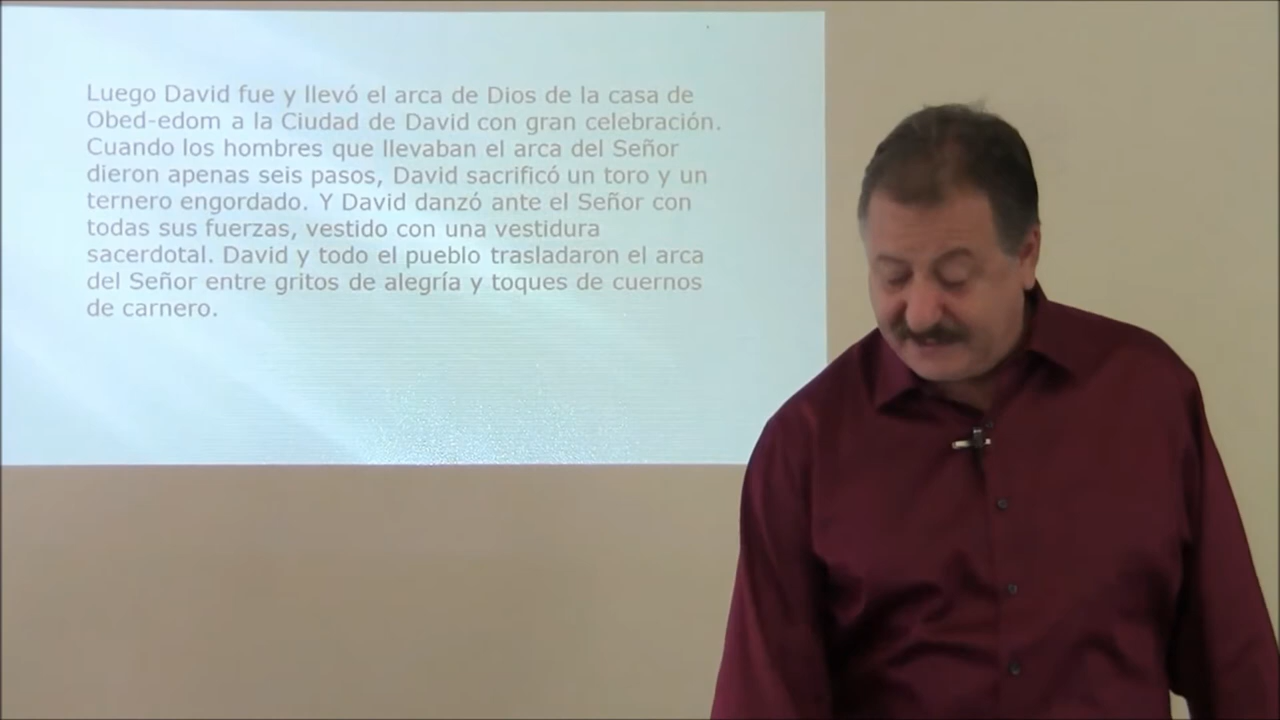 Luego David fue y llevó el arca de Dios de la casa de
Obed-edom a la Ciudad de David con gran celebración.
Cuando los hombres que llevaban el arca del Señor
dieron apenas seis pasos, David sacrificó un toro y un
ternero engordado. Y David danzó ante el Señor con
todas sus fuerzas, vestido con una vestidura
sacerdotal. David y todo el pueblo trasladaron el arca
del Señor entre gritos de alegría y toques de cuernos
de carnero.